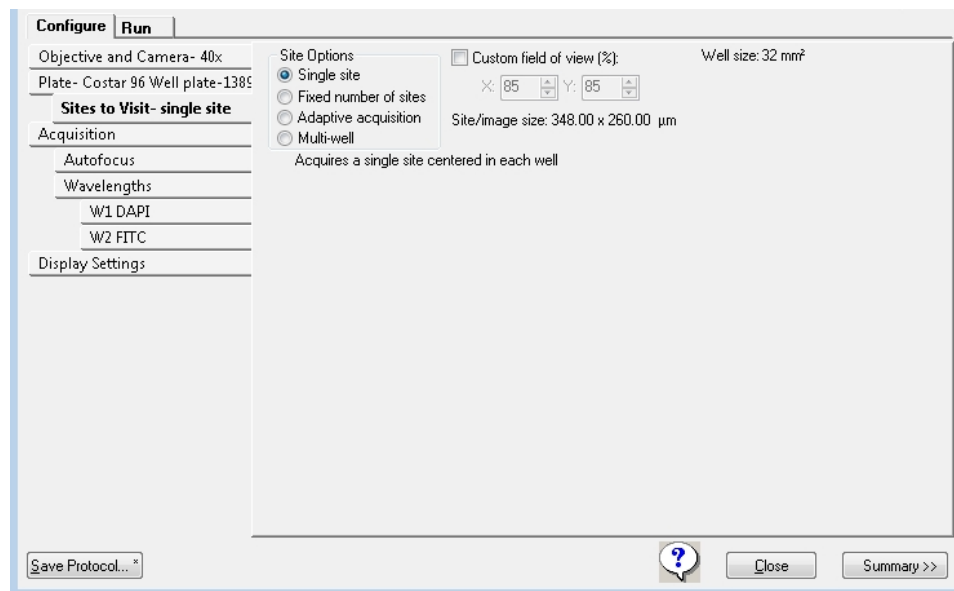 Configure Run
Objective and Camera- 40x
Plate- Costar 96 Well plate-1389
Sites to Visit- single site
Acquisition
Autofocus
Wavelengths
W1 DAPI
W2 FITC
Display Settings
Site Options
Single site
Fixed number of sites
Adaptive acquisition
Multi-well
Acquires a single site centered in each well
Custom field of view (%):
X: 85 Y: 85
Site/image size: 348.00 x 260.00 µm
Well size: 32 mm²
Save Protocol... *
?
Close
Summary >>